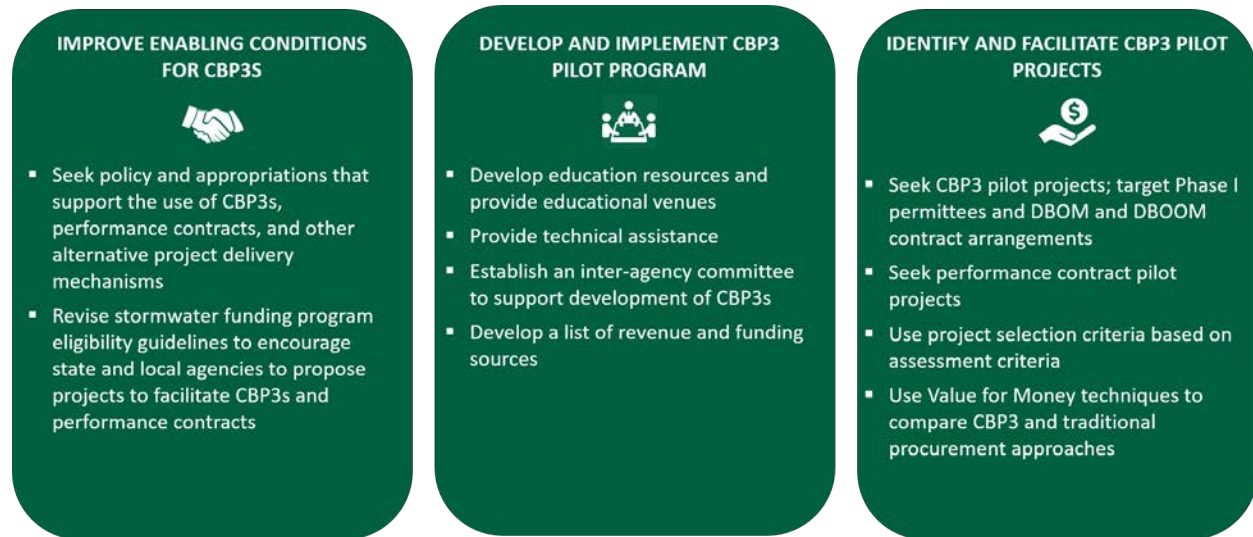 IMPROVE ENABLING CONDITIONS
FOR CBP3S
▪ Seek policy and appropriations that
support the use of CBP3s,
performance contracts, and other
alternative project delivery
mechanisms
▪ Revise stormwater funding program
eligibility guidelines to encourage
state and local agencies to propose
projects to facilitate CBP3s and
performance contracts
DEVELOP AND IMPLEMENT CBP3
PILOT PROGRAM
▪ Develop education resources and
provide educational venues
▪ Provide technical assistance
▪ Establish an inter-agency committee
to support development of CBP3s
▪ Develop a list of revenue and funding
sources
IDENTIFY AND FACILITATE CBP3 PILOT
PROJECTS
$
▪ Seek CBP3 pilot projects; target Phase I
permittees and DBOM and DBOOM
contract arrangements
▪ Seek performance contract pilot
projects
▪ Use project selection criteria based on
assessment criteria
▪ Use Value for Money techniques to
compare CBP3 and traditional
procurement approaches